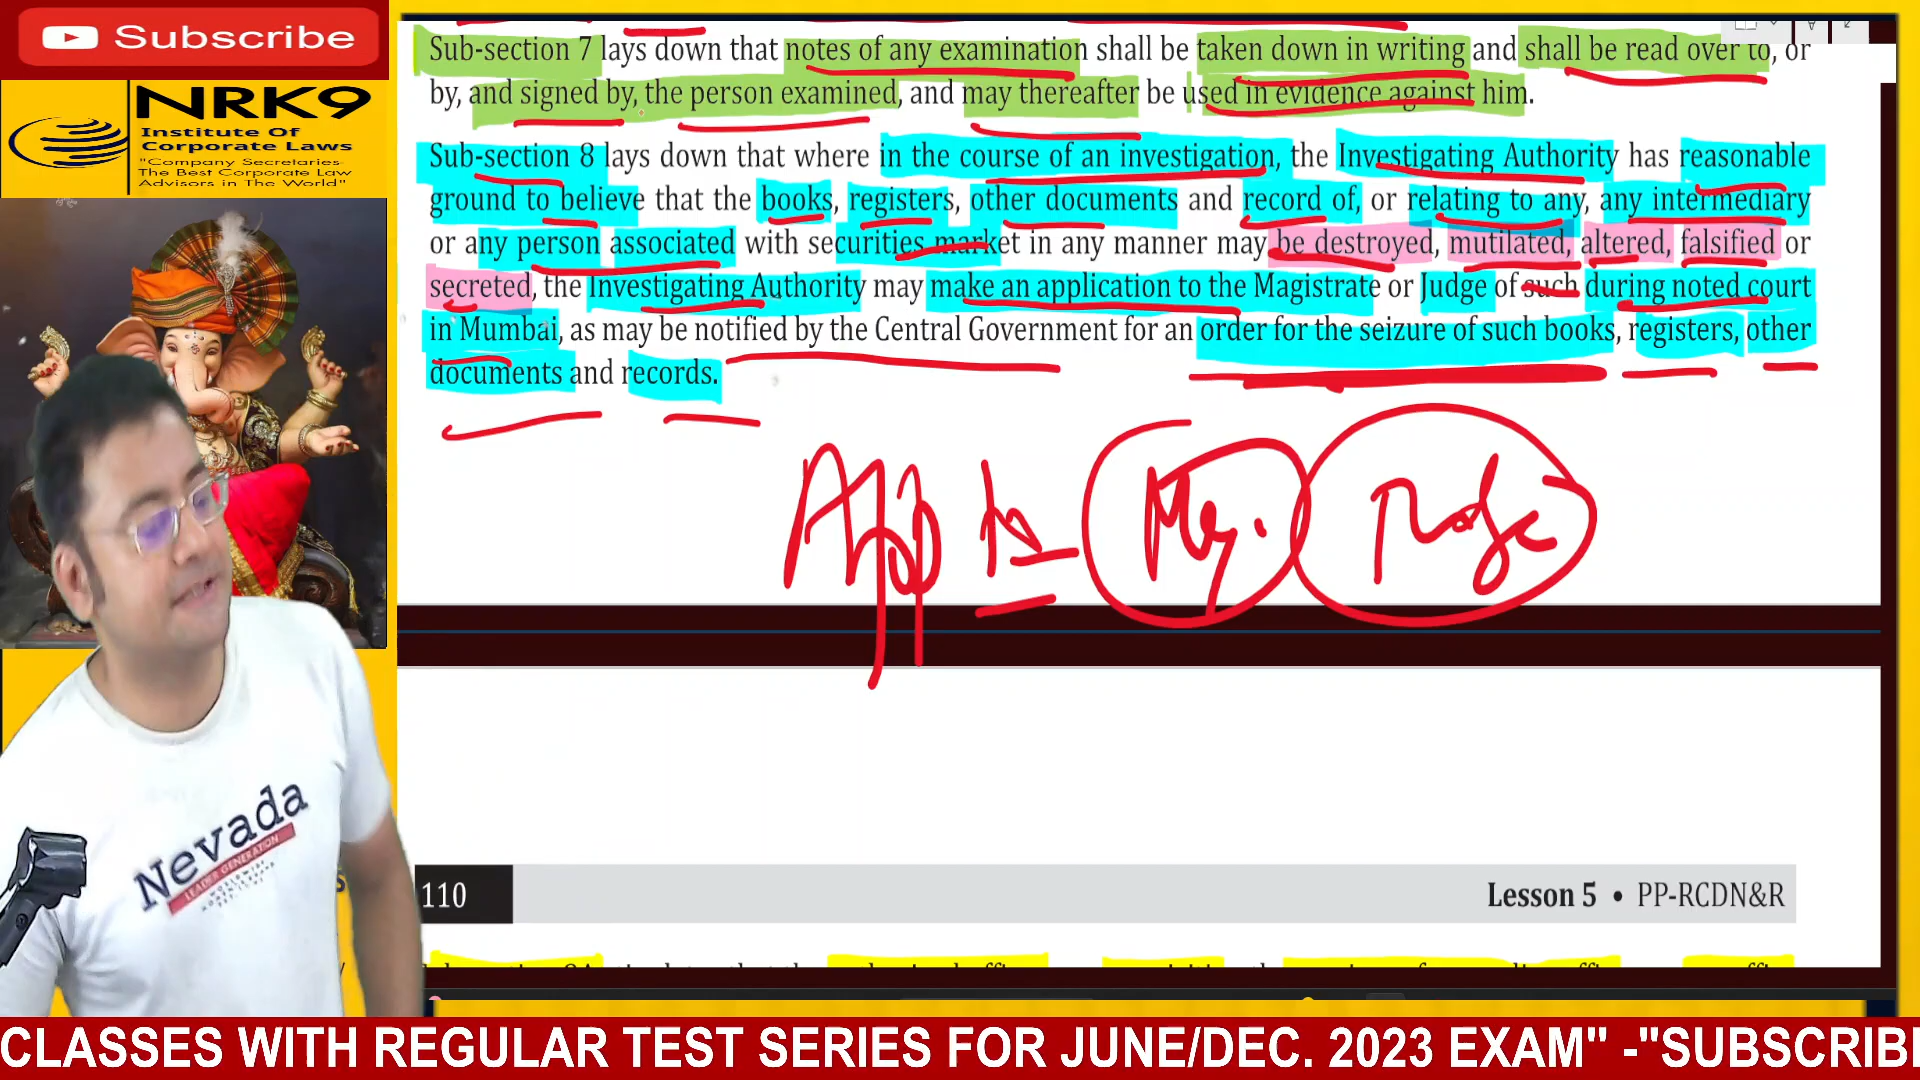 Subscribe
NRK9
Institute Of
Corporate Laws
"Company Secretaries-
The Best Corporate Law
Advisors in The World"
Sub-section 7 lays down that notes of any examination shall be taken down in writing and shall be read over to, or
by, and signed by, the person examined, and may thereafter be used in evidence against him.
Sub-section 8 lays down that where in the course of an investigation, the Investigating Authority has reasonable
ground to believe that the books, registers, other documents and record of, or relating to any, any intermediary
or any person associated with securities market in any manner may be destroyed, mutilated, altered, falsified or
secreted, the Investigating Authority may make an application to the Magistrate or Judge of such during noted court
in Mumbai, as may be notified by the Central Government for an order for the seizure of such books, registers, other
documents and records.
App to Mg.
Nevada
LEADER GENERATION
110
Lesson 5 • PP-RCDN&R
CLASSES WITH REGULAR TEST SERIES FOR JUNE/DEC. 2023 EXAM" -"SUBSCRIB